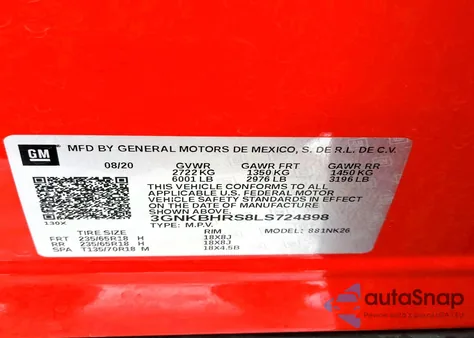 GM
MFD BY GENERAL MOTORS DE MEXICO, S. DE R.L. DE C.V.
08/20 GVWR GAWR FRT GAWR RR
2722 KG 1350 KG 1450 KG
6001 LB 2976 LB 3196 LB
THIS VEHICLE CONFORMS TO ALL
APPLICABLE U.S. FEDERAL MOTOR
VEHICLE SAFETY STANDARDS IN EFFECT
ON THE DATE OF MANUFACTURE SHOWN ABOVE.
3GNKBHRS8LS724898
TYPE: M.P.V. MODEL: 881NK26
130X
TIRE SIZE RIM
FRT 235/65R18 H 18X8J
RR 235/65R18 H 18X8J
SPA T135/70R18 M 18X4.5B
autoSnap